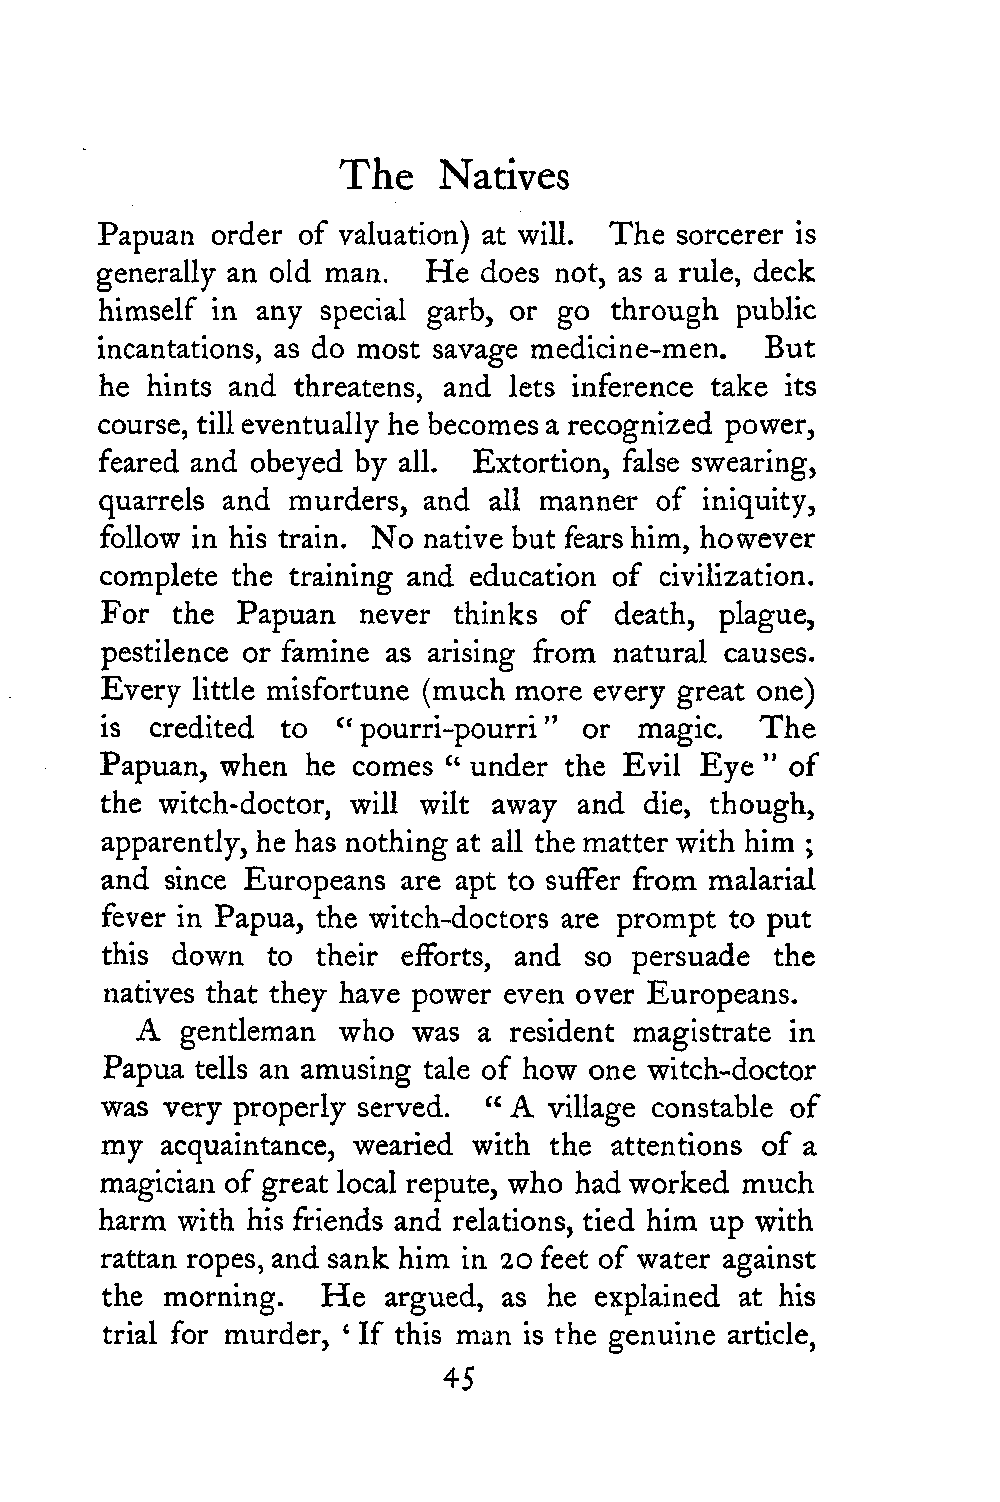 The Natives
Papuan order of valuation) at will. The sorcerer is
generally an old man. He does not, as a rule, deck
himself in any special garb, or go through public
incantations, as do most savage medicine-men. But
he hints and threatens, and lets inference take its
course, till eventually he becomes a recognized power,
feared and obeyed by all. Extortion, false swearing,
quarrels and murders, and all manner of iniquity,
follow in his train. No native but fears him, however
complete the training and education of civilization.
For the Papuan never thinks of death, plague,
pestilence or famine as arising from natural causes.
Every little misfortune (much more every great one)
is credited to “ pourri-pourri ” or magic. The
Papuan, when he comes “ under the Evil Eye ” of
the witch-doctor, will wilt away and die, though,
apparently, he has nothing at all the matter with him ;
and since Europeans are apt to suffer from malarial
fever in Papua, the witch-doctors are prompt to put
this down to their efforts, and so persuade the
natives that they have power even over Europeans.
A gentleman who was a resident magistrate in
Papua tells an amusing tale of how one witch-doctor
was very properly served. “ A village constable of
my acquaintance, wearied with the attentions of a
magician of great local repute, who had worked much
harm with his friends and relations, tied him up with
rattan ropes, and sank him in 20 feet of water against
the morning. He argued, as he explained at his
trial for murder, ‘ If this man is the genuine article,
45